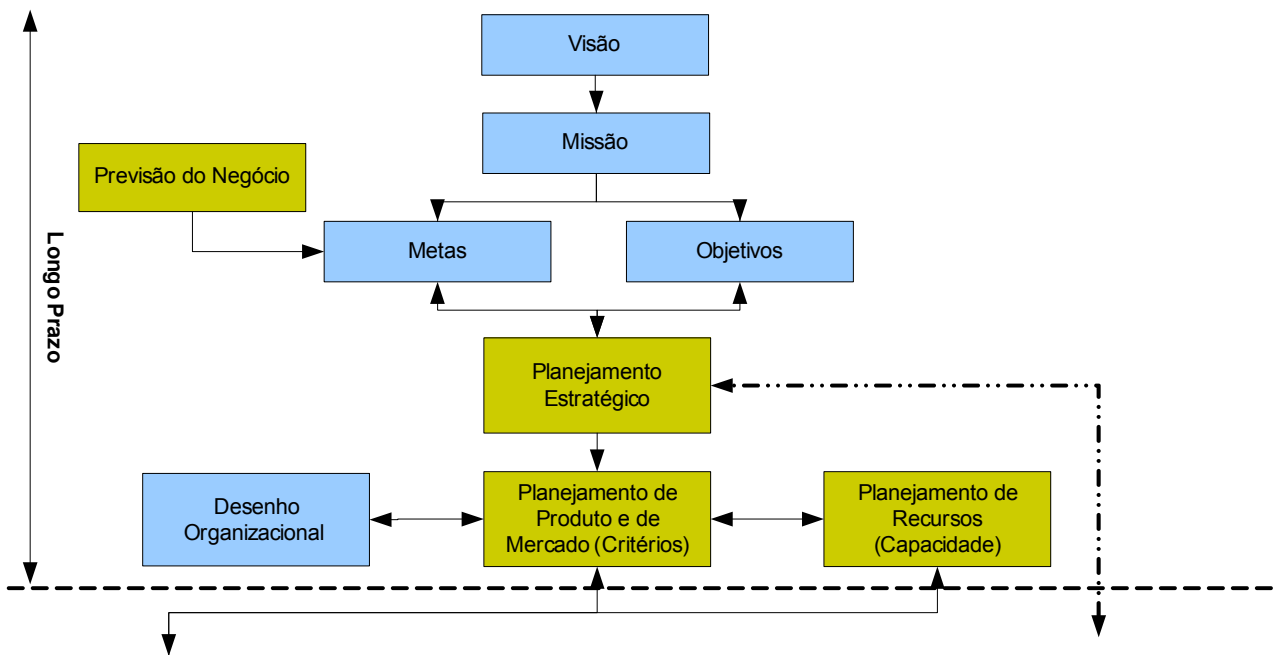 Visão
Missão
Previsão do Negócio
Metas
Objetivos
Longo Prazo
Planejamento
Estratégico
Desenho
Organizacional
Planejamento de
Produto e de
Mercado (Critérios)
Planejamento de
Recursos
(Capacidade)